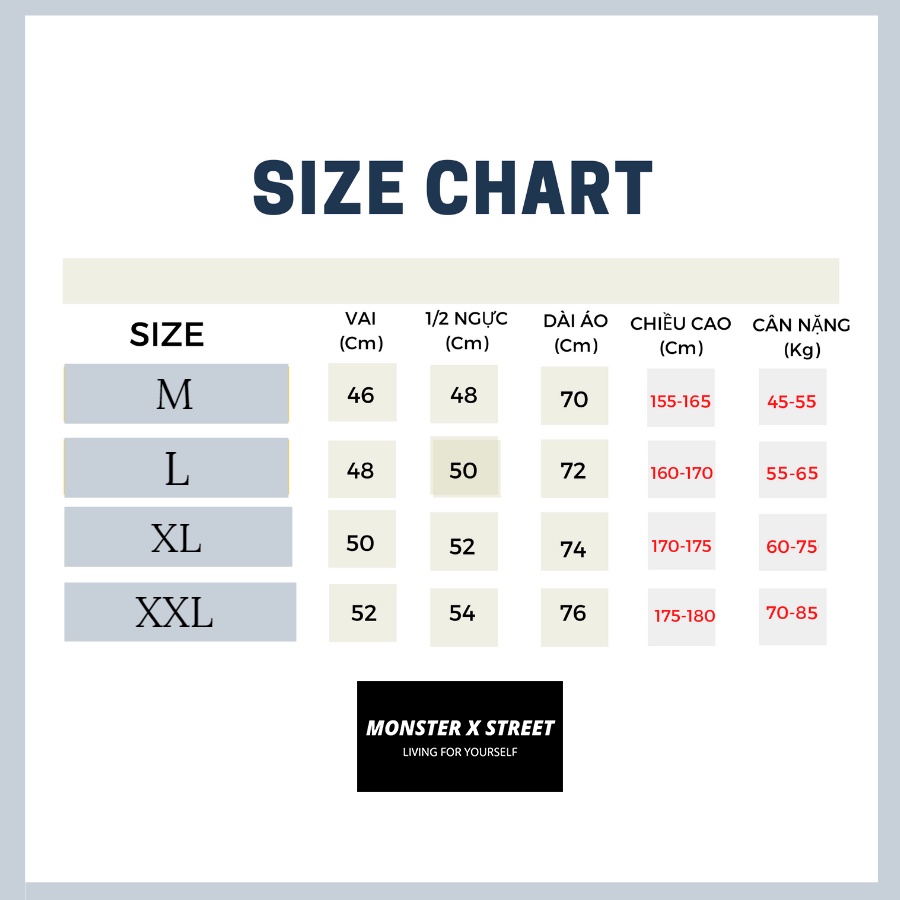 SIZE CHART
SIZE VAI (Cm) 1/2 NGỰC (Cm) DÀI ÁO (Cm) CHIỀU CAO (Cm) CÂN NẶNG (Kg)
M 46 48 70 155-165 45-55
L 48 50 72 160-170 55-65
XL 50 52 74 170-175 60-75
XXL 52 54 76 175-180 70-85
MONSTER X STREET
LIVING FOR YOURSELF